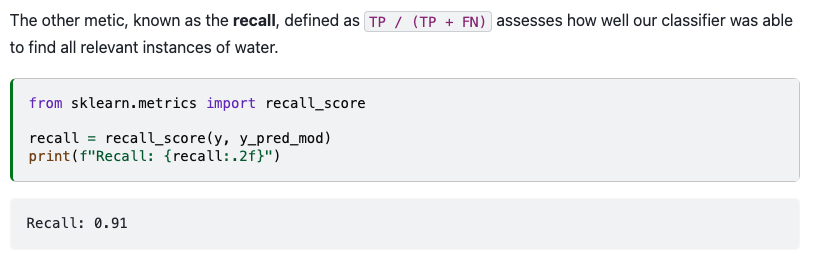 The other metic, known as the recall, defined as TP / (TP + FN) assesses how well our classifier was able
to find all relevant instances of water.
from sklearn.metrics import recall_score
recall = recall_score(y, y_pred_mod)
print(f"Recall: {recall:.2f}")
Recall: 0.91